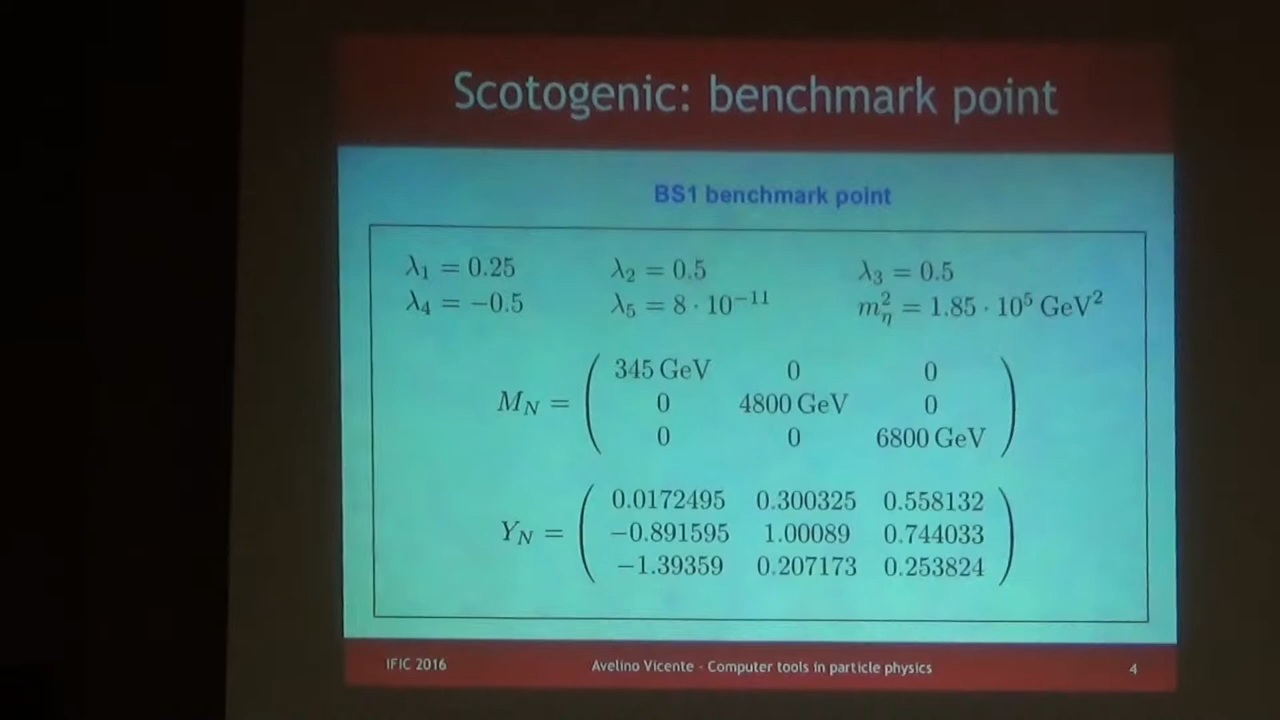 Scotogenic: benchmark point
BS1 benchmark point
λ₁ = 0.25 λ₂ = 0.5 λ₃ = 0.5
λ₄ = −0.5 λ₅ = 8 · 10⁻¹¹ m²_η = 1.85 · 10⁵ GeV²
345 GeV 0 0
M_N = ( 0 4800 GeV 0 )
0 0 6800 GeV
0.0172495 0.300325 0.558132
Y_N = ( −0.891595 1.00089 0.744033 )
−1.39359 0.207173 0.253824
IFIC 2016 Avelino Vicente - Computer tools in particle physics 4